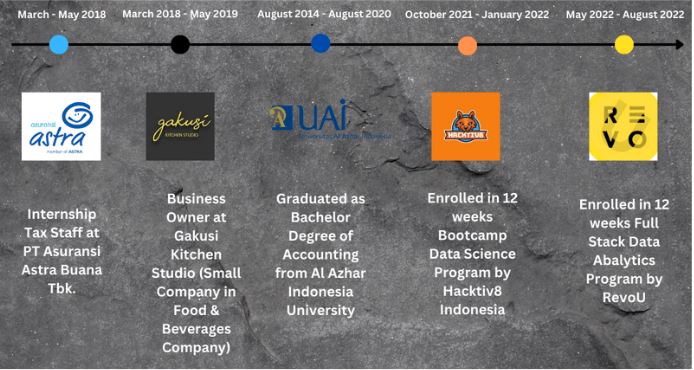 March - May 2018
March 2018 - May 2019
August 2014 - August 2020
October 2021 - January 2022
May 2022 - August 2022
asuransi
astra
member of ASTRA
gakusi
KITCHEN STUDIO
UAI
Universitas Al Azhar Indonesia
HACKTIV8
REVO
Internship
Tax Staff at
PT Asuransi
Astra Buana
Tbk.
Business
Owner at
Gakusi
Kitchen
Studio (Small
Company in
Food &
Beverages
Company)
Graduated as
Bachelor
Degree of
Accounting
from Al Azhar
Indonesia
University
Enrolled in 12
weeks
Bootcamp
Data Science
Program by
Hacktiv8
Indonesia
Enrolled in 12
weeks Full
Stack Data
Abalytics
Program by
RevoU